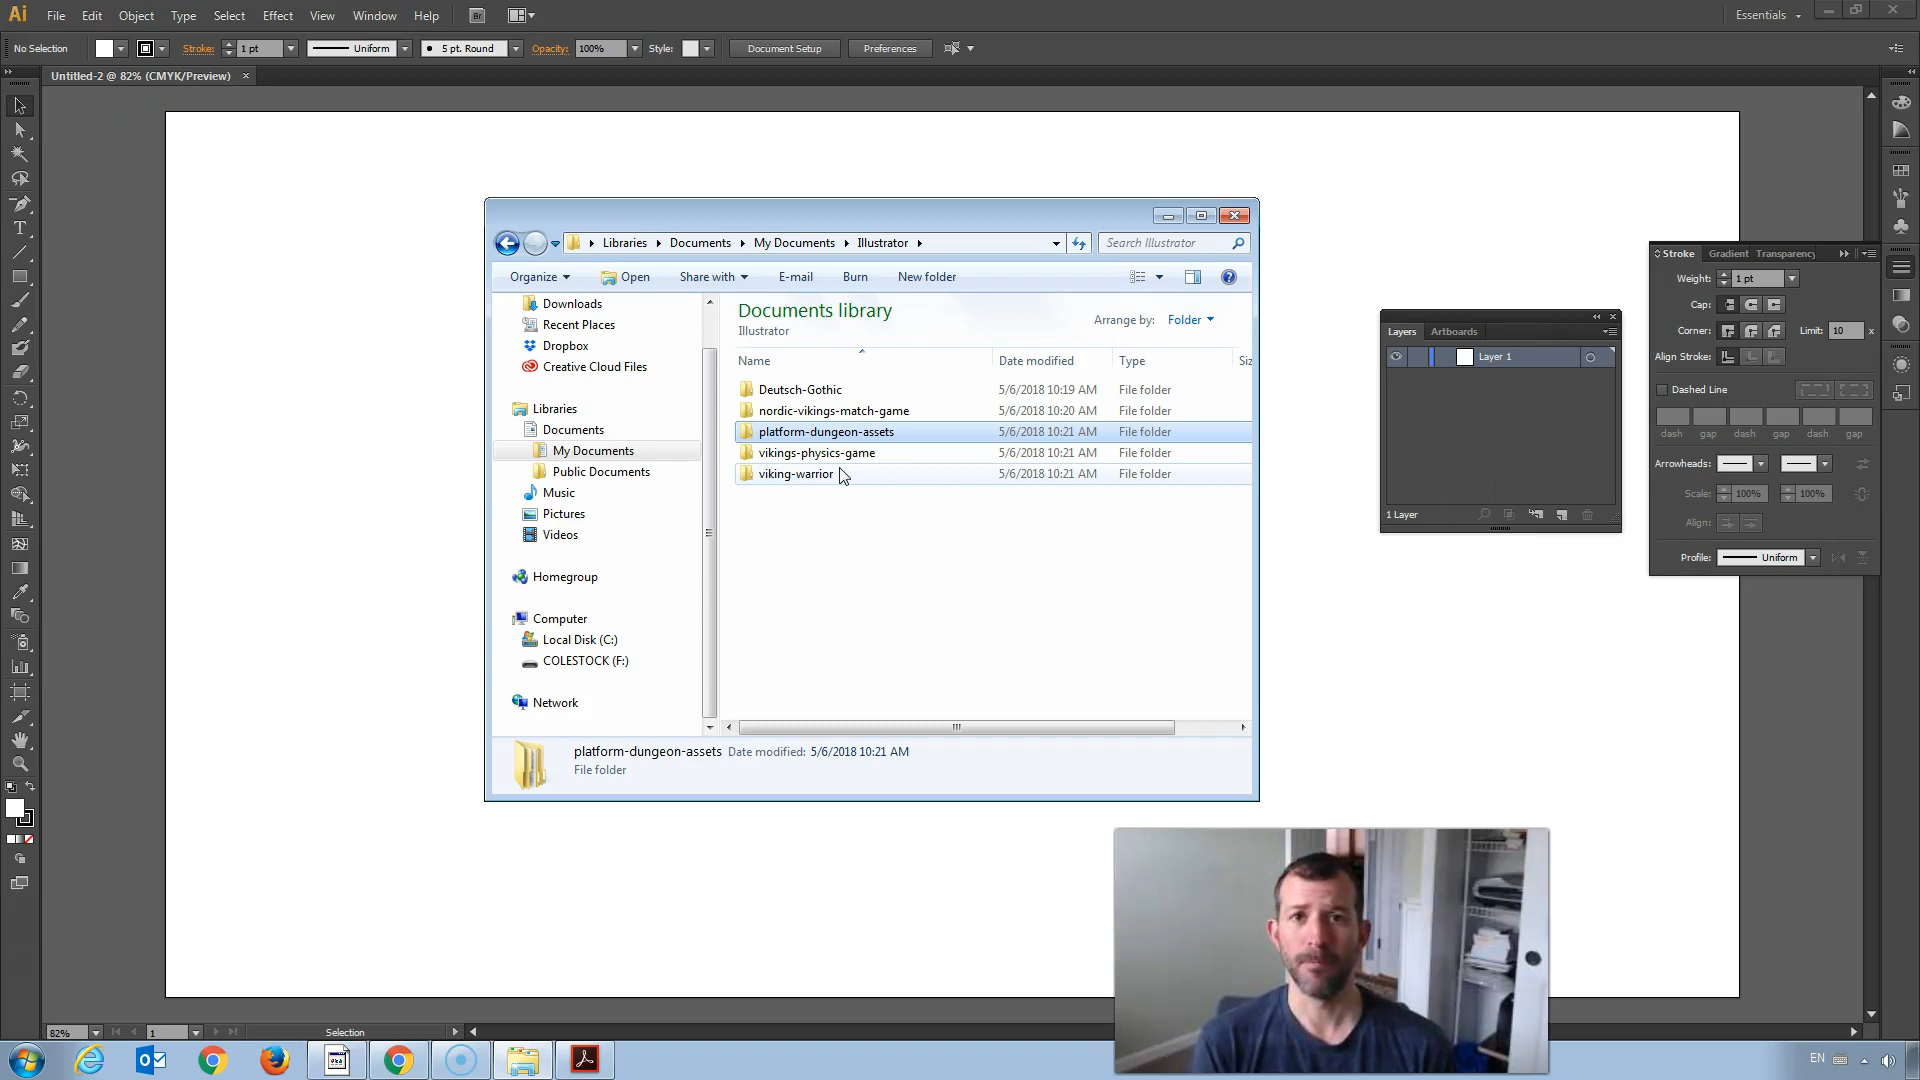 Ai File Edit Object Type Select Effect View Window Help Br Essentials
No Selection Stroke: 1 pt Uniform 5 pt. Round Opacity: 100% Style: Document Setup Preferences
Untitled-2 @ 82% (CMYK/Preview) ×
Libraries Documents My Documents Illustrator Search Illustrator
Organize Open Share with E-mail Burn New folder
Downloads
Recent Places
Dropbox
Creative Cloud Files
Libraries
Documents
My Documents
Public Documents
Music
Pictures
Videos
Homegroup
Computer
Local Disk (C:)
COLESTOCK (F:)
Network
Documents library
Illustrator
Arrange by: Folder
Name Date modified Type Siz
Deutsch-Gothic 5/6/2018 10:19 AM File folder
nordic-vikings-match-game 5/6/2018 10:20 AM File folder
platform-dungeon-assets 5/6/2018 10:21 AM File folder
vikings-physics-game 5/6/2018 10:21 AM File folder
viking-warrior 5/6/2018 10:21 AM File folder
platform-dungeon-assets Date modified: 5/6/2018 10:21 AM
File folder
Layers Artboards
Layer 1
1 Layer
Stroke Gradient Transparency
Weight: 1 pt
Cap:
Corner: Limit: 10 x
Align Stroke:
Dashed Line
dash gap dash gap dash gap
Arrowheads:
Scale: 100% 100%
Align:
Profile: Uniform
82% 1 Selection
EN